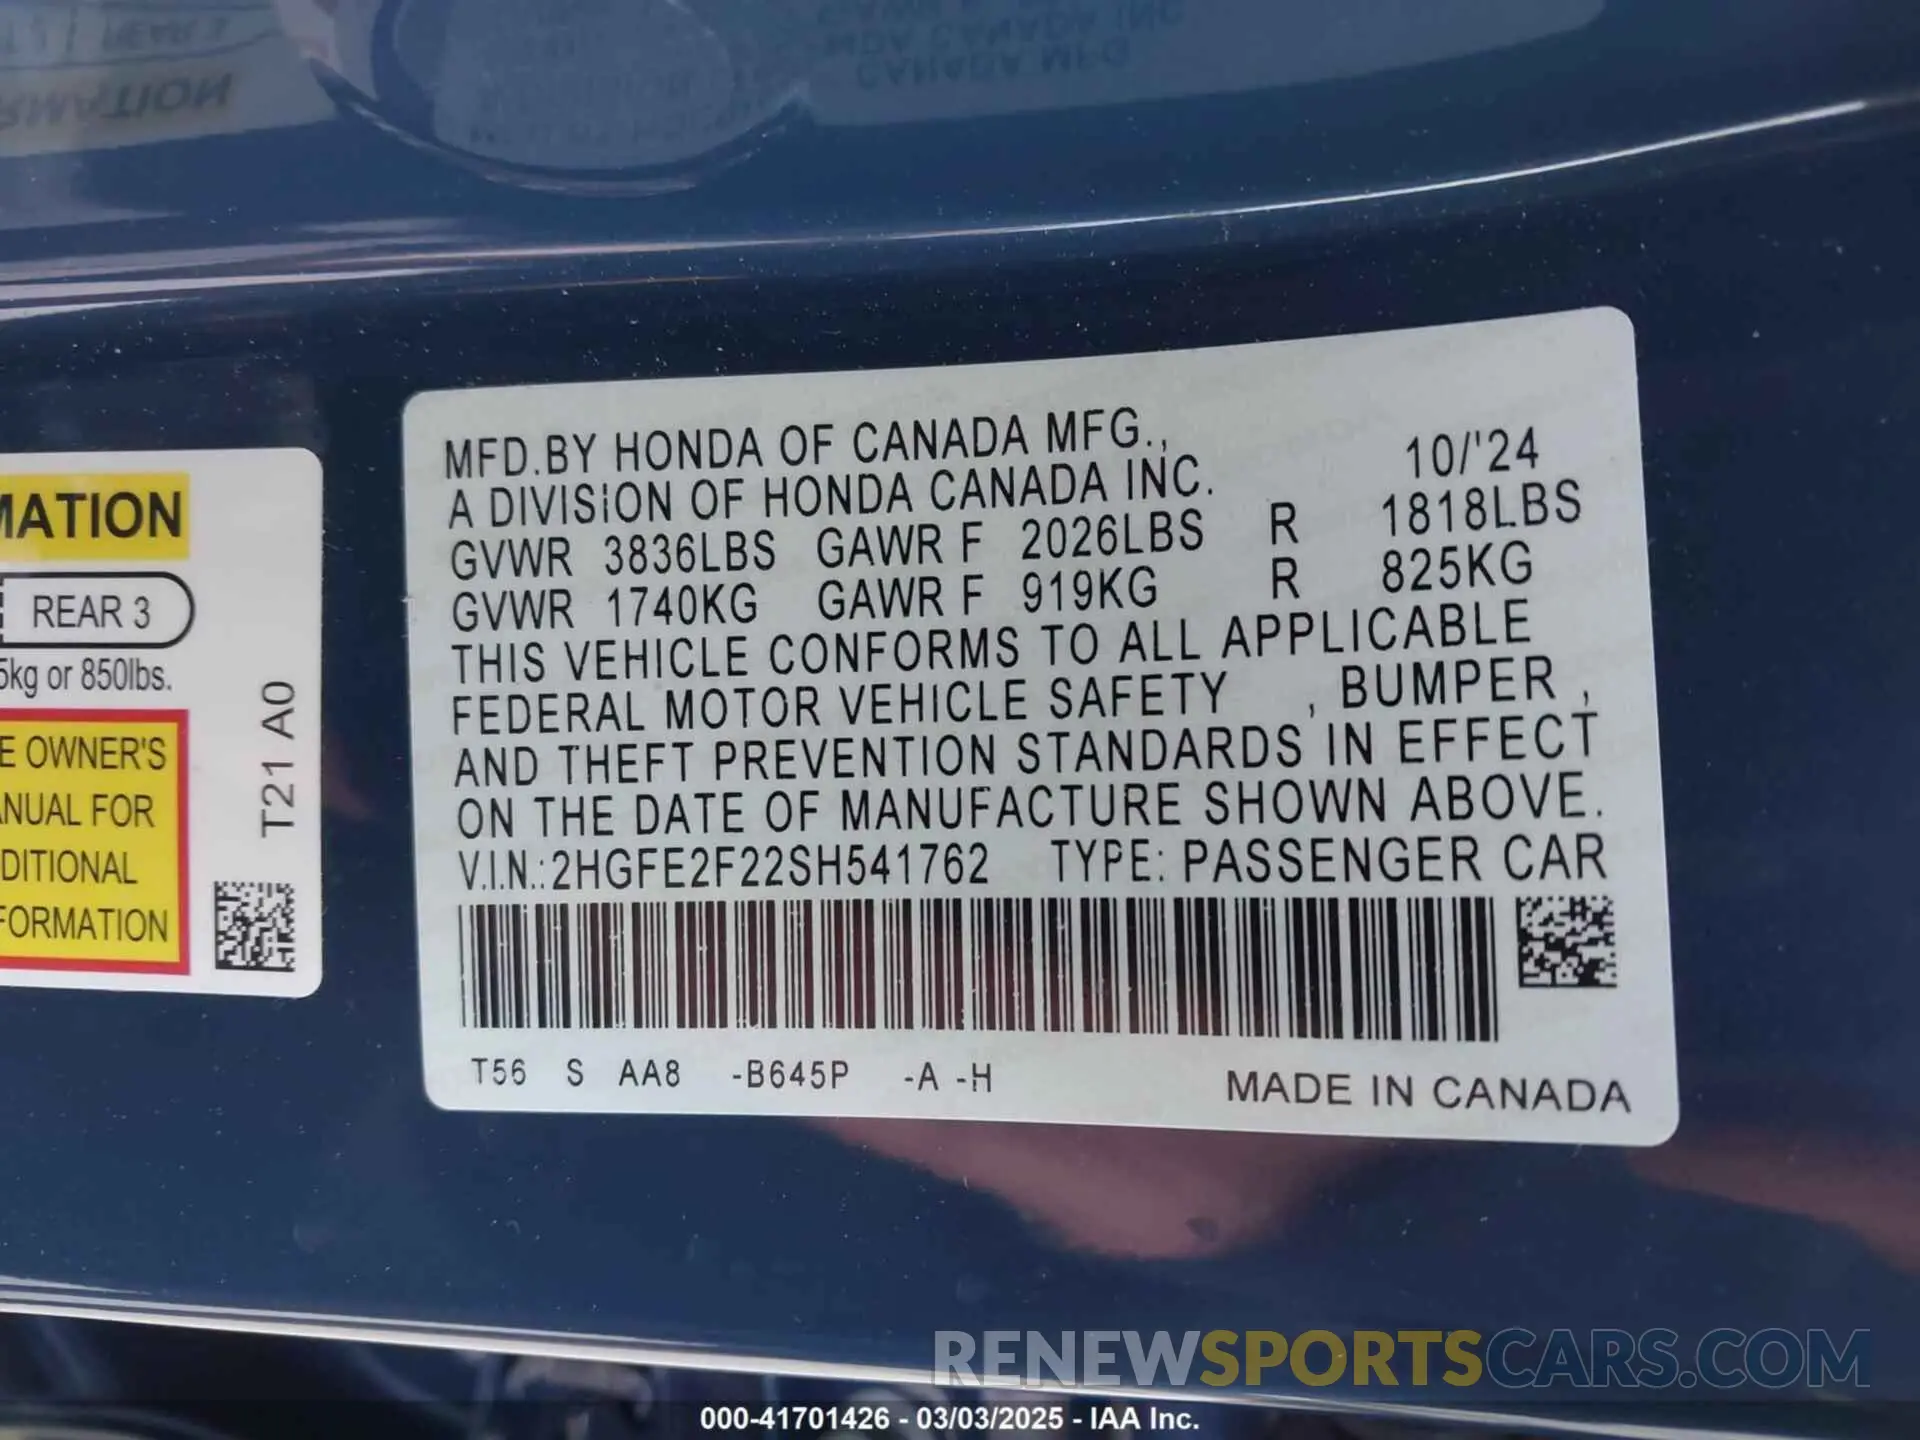 MATION
REAR 3
5kg or 850lbs.
E OWNER'S
ANUAL FOR
DITIONAL
FORMATION
T21 A0
MFD.BY HONDA OF CANADA MFG., 10/'24
A DIVISION OF HONDA CANADA INC.
GVWR 3836LBS GAWR F 2026LBS R 1818LBS
GVWR 1740KG GAWR F 919KG R 825KG
THIS VEHICLE CONFORMS TO ALL APPLICABLE
FEDERAL MOTOR VEHICLE SAFETY , BUMPER ,
AND THEFT PREVENTION STANDARDS IN EFFECT
ON THE DATE OF MANUFACTURE SHOWN ABOVE.
V.I.N.:2HGFE2F22SH541762 TYPE: PASSENGER CAR
T56 S AA8 -B645P -A -H
MADE IN CANADA
RENEWSPORTSCARS.COM
000-41701426 - 03/03/2025 - IAA Inc.